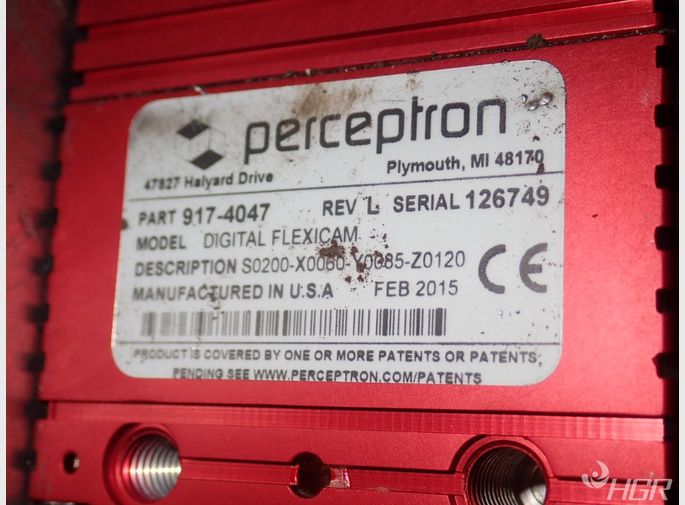 perceptron
47827 Halyard Drive
Plymouth, MI 48170
PART 917-4047 REV L SERIAL 126749
MODEL DIGITAL FLEXICAM
DESCRIPTION S0200-X0060-Y0085-Z0120
MANUFACTURED IN U.S.A FEB 2015
CE
PRODUCT IS COVERED BY ONE OR MORE PATENTS OR PATENTS
PENDING SEE WWW.PERCEPTRON.COM/PATENTS
HGR